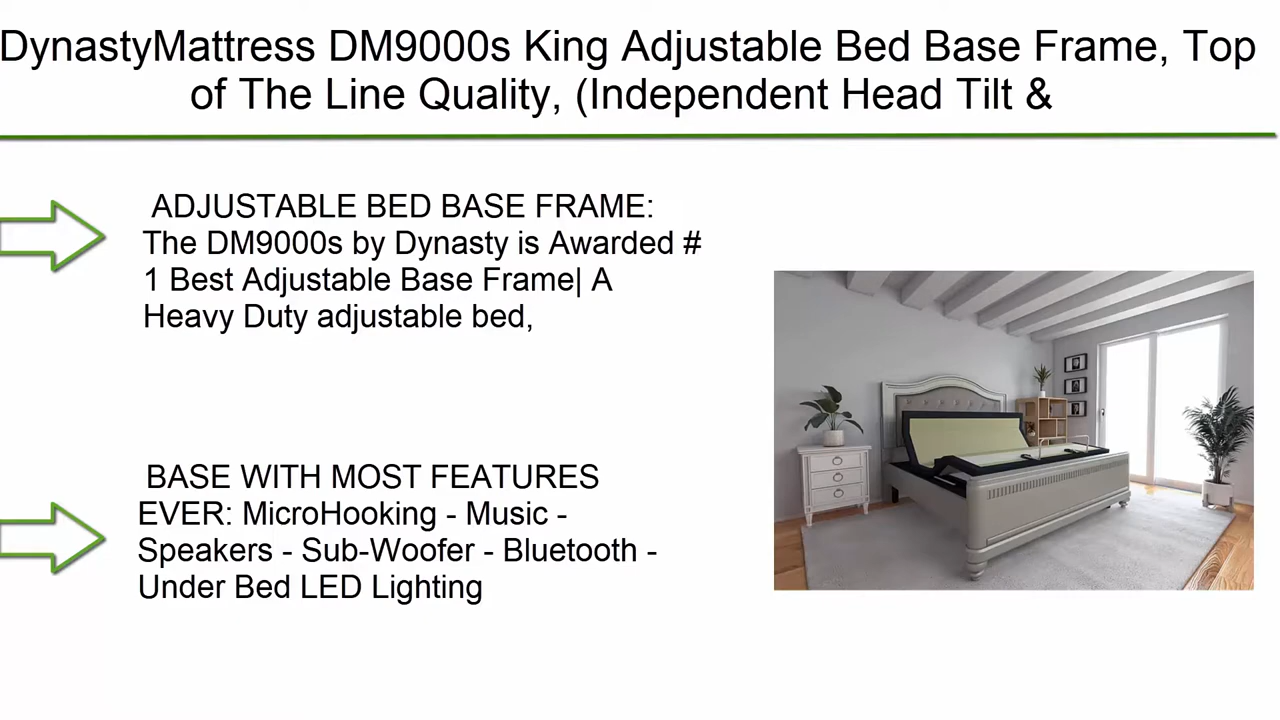 DynastyMattress DM9000s King Adjustable Bed Base Frame, Top
of The Line Quality, (Independent Head Tilt &
ADJUSTABLE BED BASE FRAME:
The DM9000s by Dynasty is Awarded #
1 Best Adjustable Base Frame| A
Heavy Duty adjustable bed,
BASE WITH MOST FEATURES
EVER: MicroHooking - Music -
Speakers - Sub-Woofer - Bluetooth -
Under Bed LED Lighting